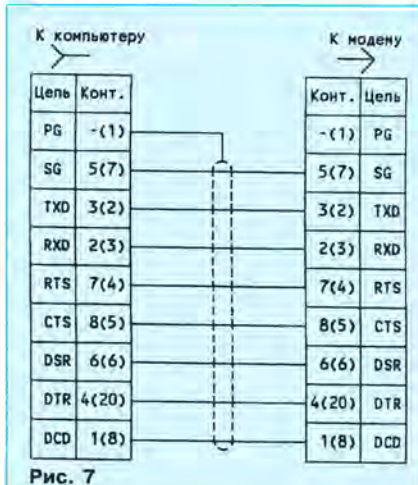 К компьютеру К модему
Цепь Конт. Конт. Цепь
PG -(1) -(1) PG
SG 5(7) 5(7) SG
TXD 3(2) 3(2) TXD
RXD 2(3) 2(3) RXD
RTS 7(4) 7(4) RTS
CTS 8(5) 8(5) CTS
DSR 6(6) 6(6) DSR
DTR 4(20) 4(20) DTR
DCD 1(8) 1(8) DCD
Рис. 7